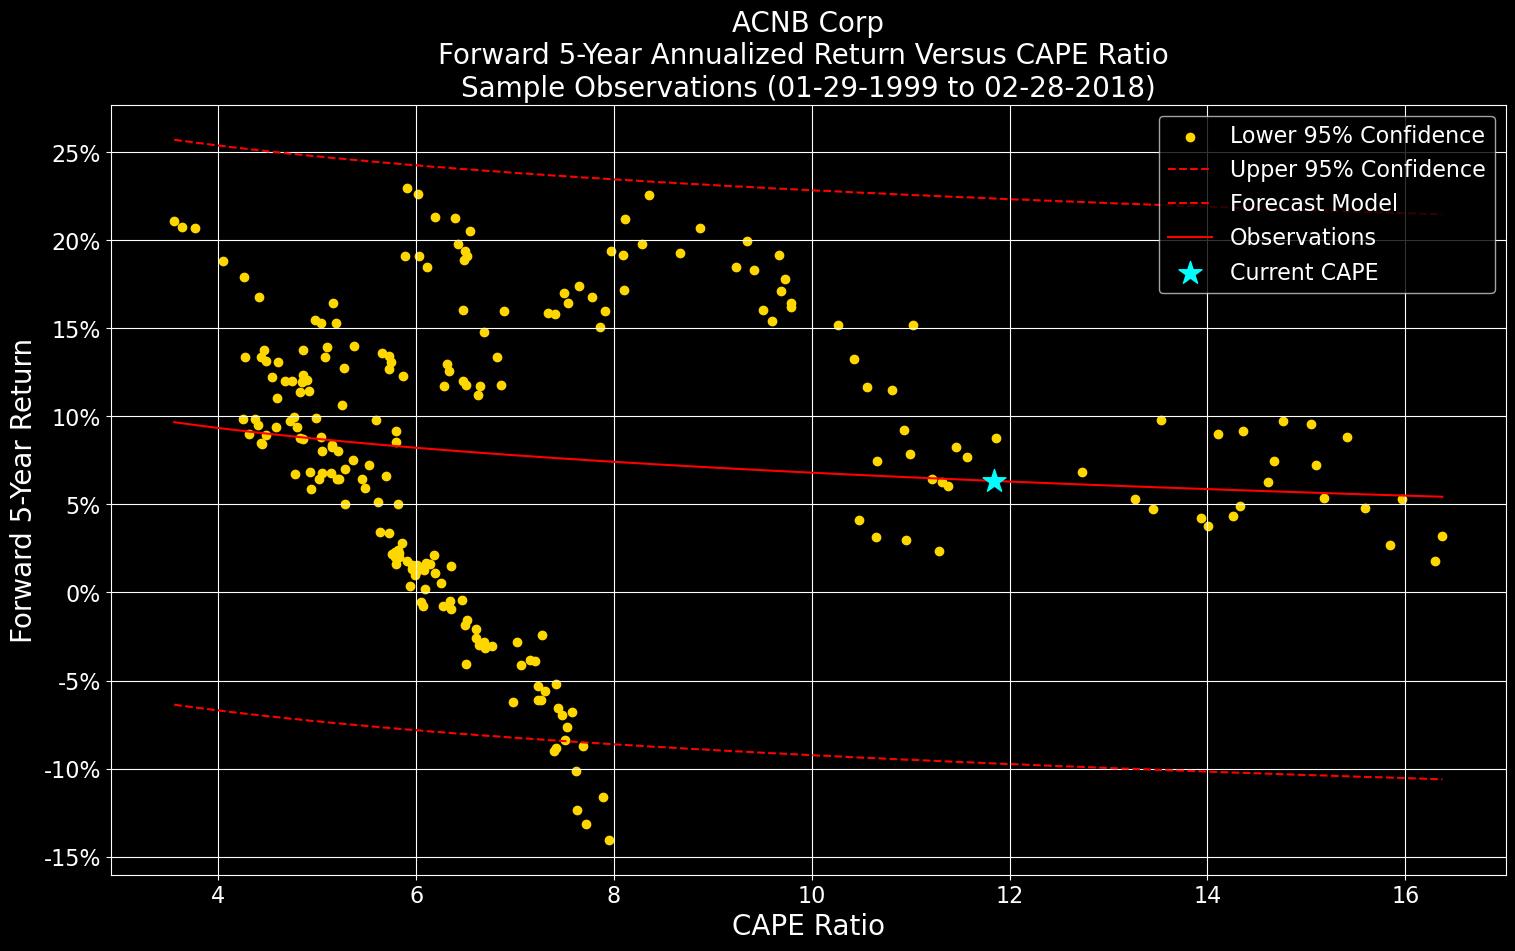 ACNB Corp
Forward 5-Year Annualized Return Versus CAPE Ratio
Sample Observations (01-29-1999 to 02-28-2018)
Lower 95% Confidence
Upper 95% Confidence
Forecast Model
Observations
Current CAPE
Forward 5-Year Return
25%
20%
15%
10%
5%
0%
-5%
-10%
-15%
4 6 8 10 12 14 16
CAPE Ratio